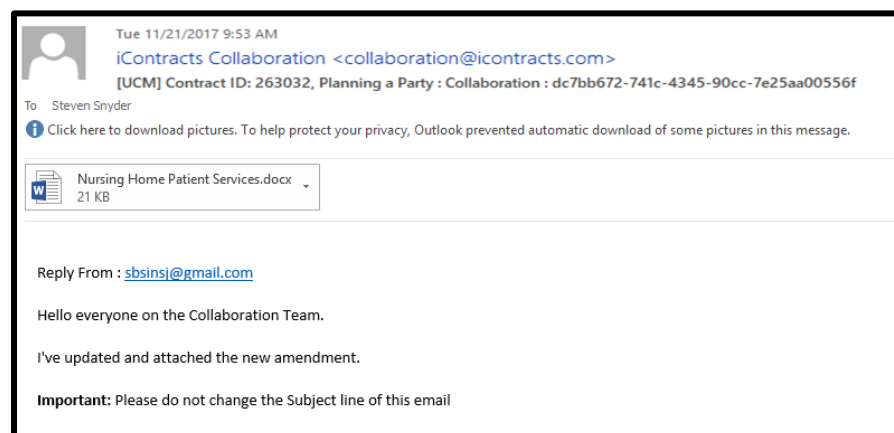 Tue 11/21/2017 9:53 AM
iContracts Collaboration <collaboration@icontracts.com>
[UCM] Contract ID: 263032, Planning a Party : Collaboration : dc7bb672-741c-4345-90cc-7e25aa00556f
To Steven Snyder
Click here to download pictures. To help protect your privacy, Outlook prevented automatic download of some pictures in this message.
W
Nursing Home Patient Services.docx
21 KB
Reply From : sbsinsj@gmail.com
Hello everyone on the Collaboration Team.
I've updated and attached the new amendment.
Important: Please do not change the Subject line of this email